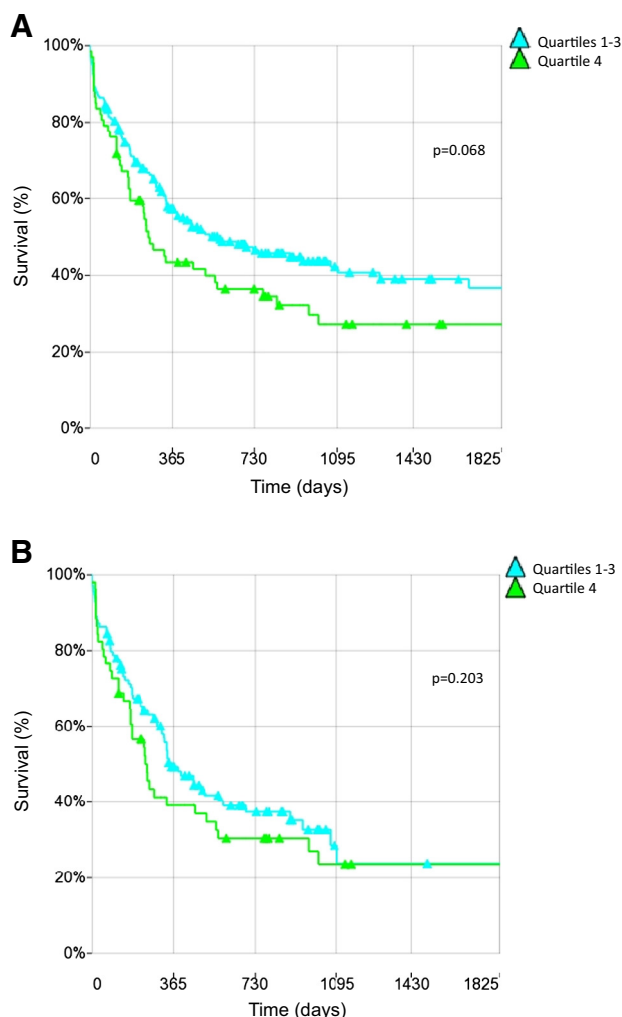 A
Quartiles 1-3
Quartile 4
100%
80%
60%
40%
20%
0%
p=0.068
Survival (%)
0 365 730 1095 1430 1825
Time (days)
B
Quartiles 1-3
Quartile 4
100%
80%
60%
40%
20%
0%
p=0.203
Survival (%)
0 365 730 1095 1430 1825
Time (days)